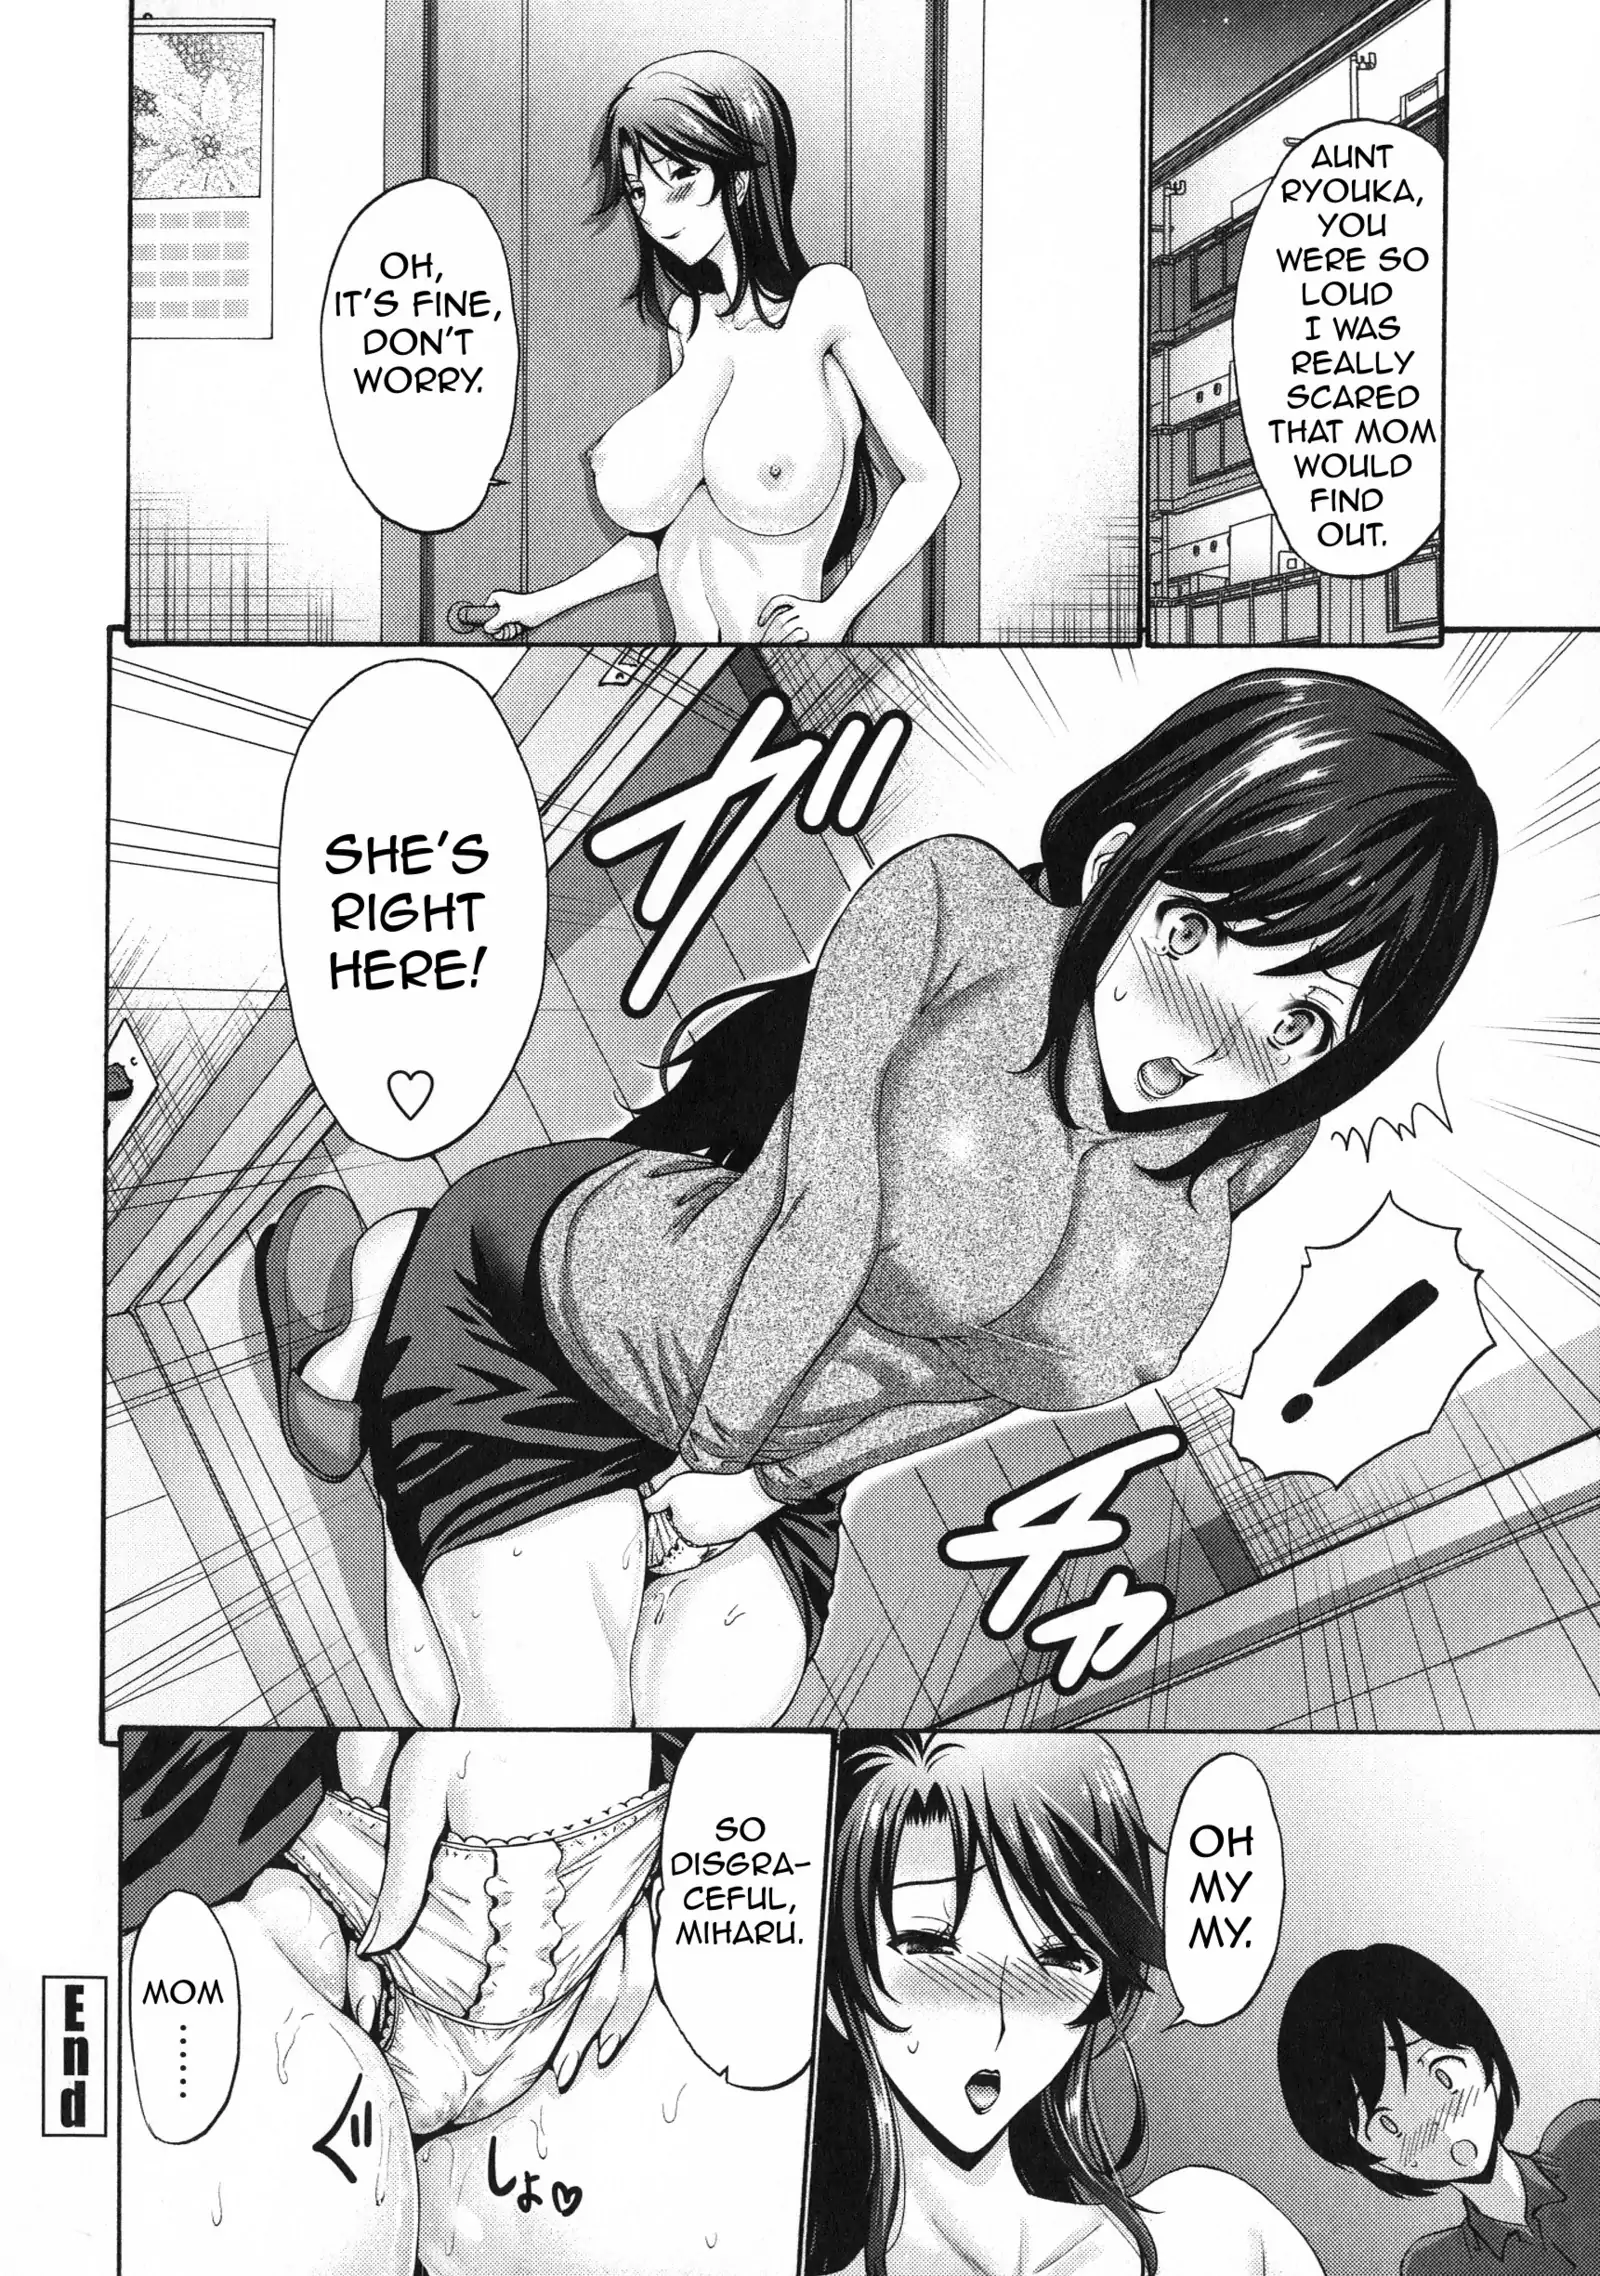 AUNT
RYOUKA,
YOU
WERE SO
LOUD
I WAS
REALLY
SCARED
THAT MOM
WOULD
FIND
OUT.
OH,
IT'S FINE,
DON'T
WORRY.
SHE'S
RIGHT
HERE!
♡
ガ
!
チャ
OH
MY
MY.
SO
DISGRA-
CEFUL,
MIHARU.
MOM
......
しょ♡
End